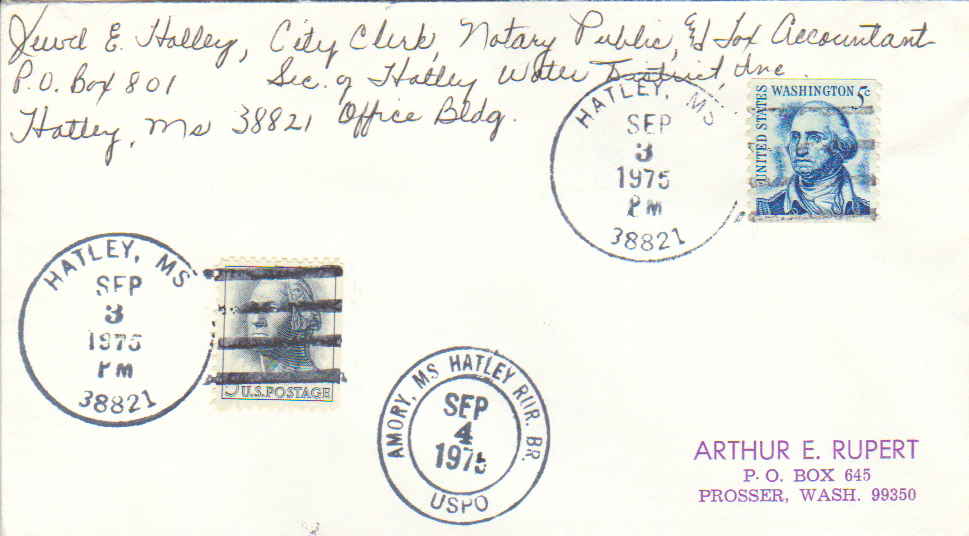 Jewel E. Holley, City Clerk, Notary Public, & Tax Accountant
P.O. Box 801 Sec. of Hatley Water District, Inc.
Hatley, Ms 38821 Office Bldg.
HATLEY, MS
SEP
3
1975
PM
38821
UNITED STATES
WASHINGTON 5c
HATLEY, MS
SEP
3
1975
PM
38821
5 U.S. POSTAGE
AMORY, MS HATLEY RUR. BR.
SEP
4
1975
USPO
ARTHUR E. RUPERT
P. O. BOX 645
PROSSER, WASH. 99350